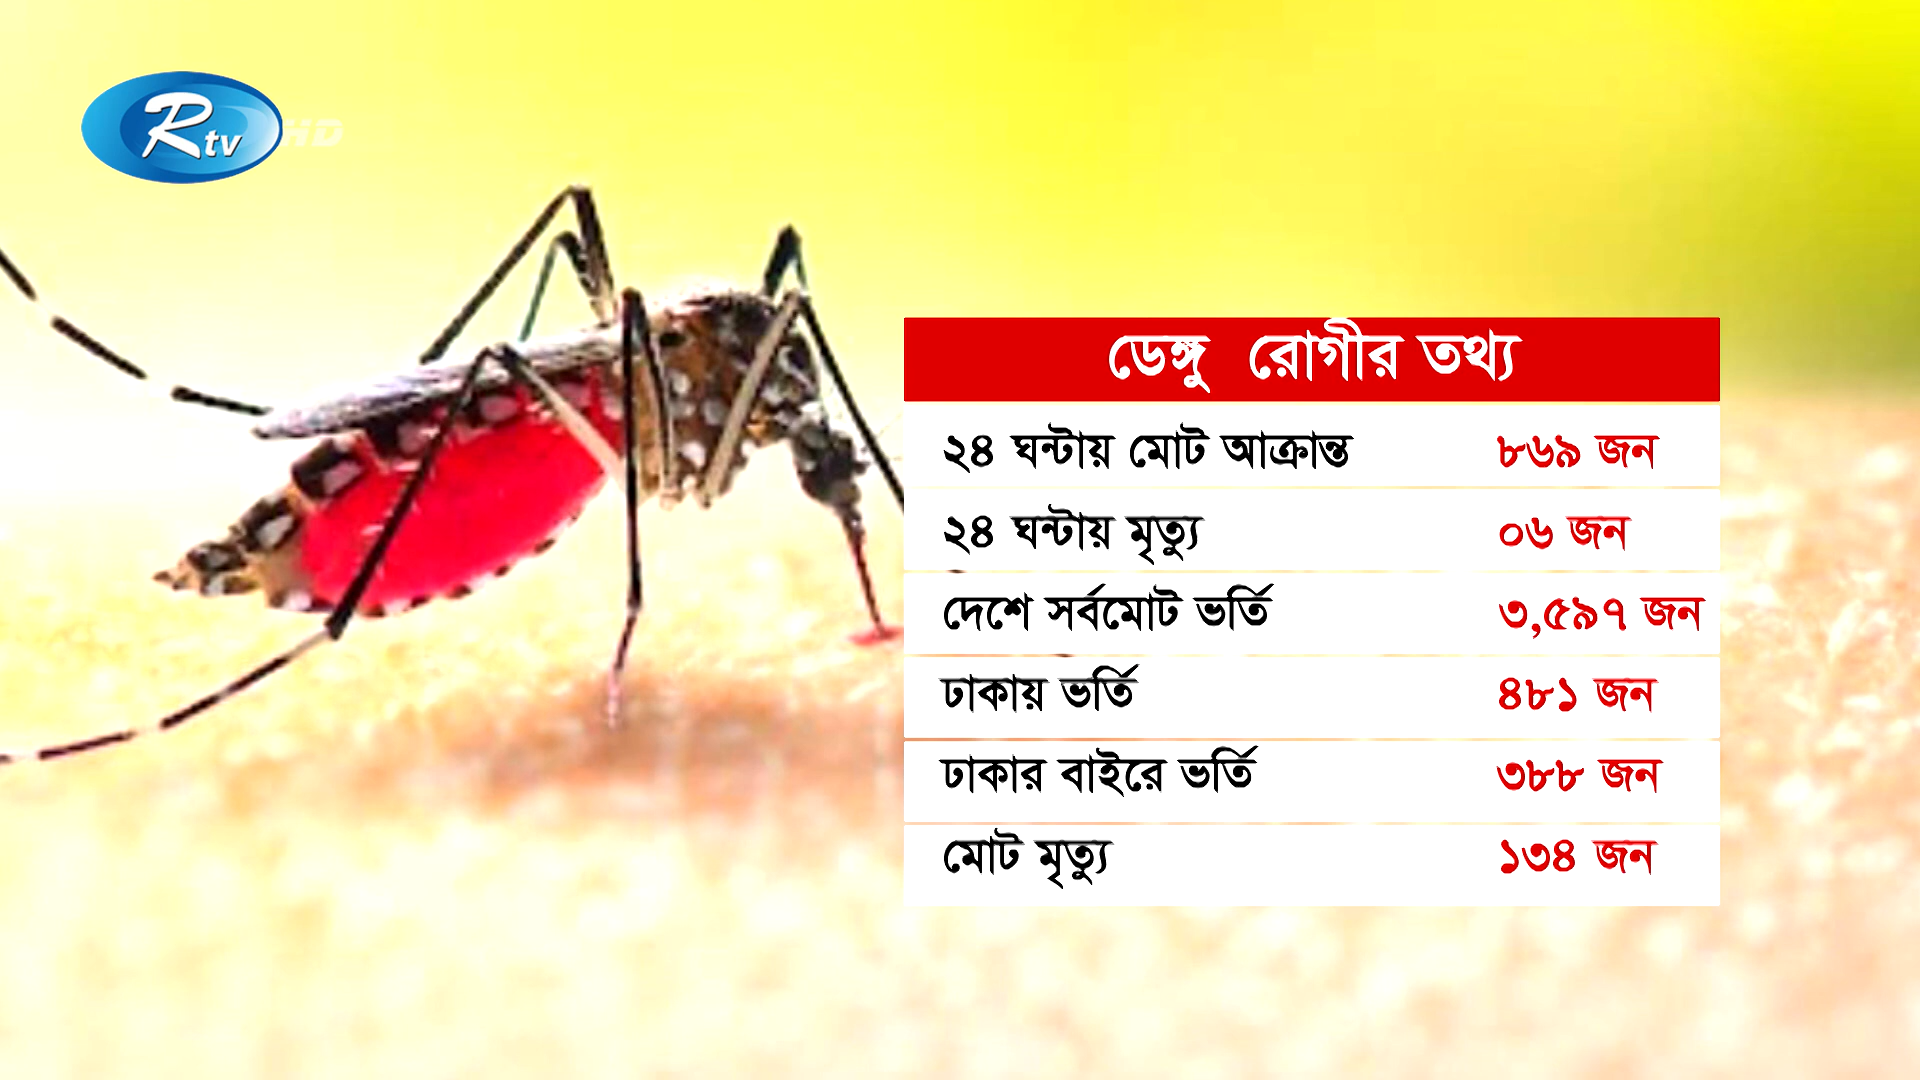 Rtv HD
ডেঙ্গু রোগীর তথ্য
২৪ ঘন্টায় মোট আক্রান্ত ৮৬৯ জন
২৪ ঘন্টায় মৃত্যু ০৬ জন
দেশে সর্বমোট ভর্তি ৩,৫৯৭ জন
ঢাকায় ভর্তি ৪৮১ জন
ঢাকার বাইরে ভর্তি ৩৮৮ জন
মোট মৃত্যু ১৩৪ জন